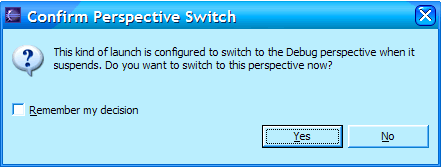 Confirm Perspective Switch
This kind of launch is configured to switch to the Debug perspective when it
suspends. Do you want to switch to this perspective now?
Remember my decision
Yes No